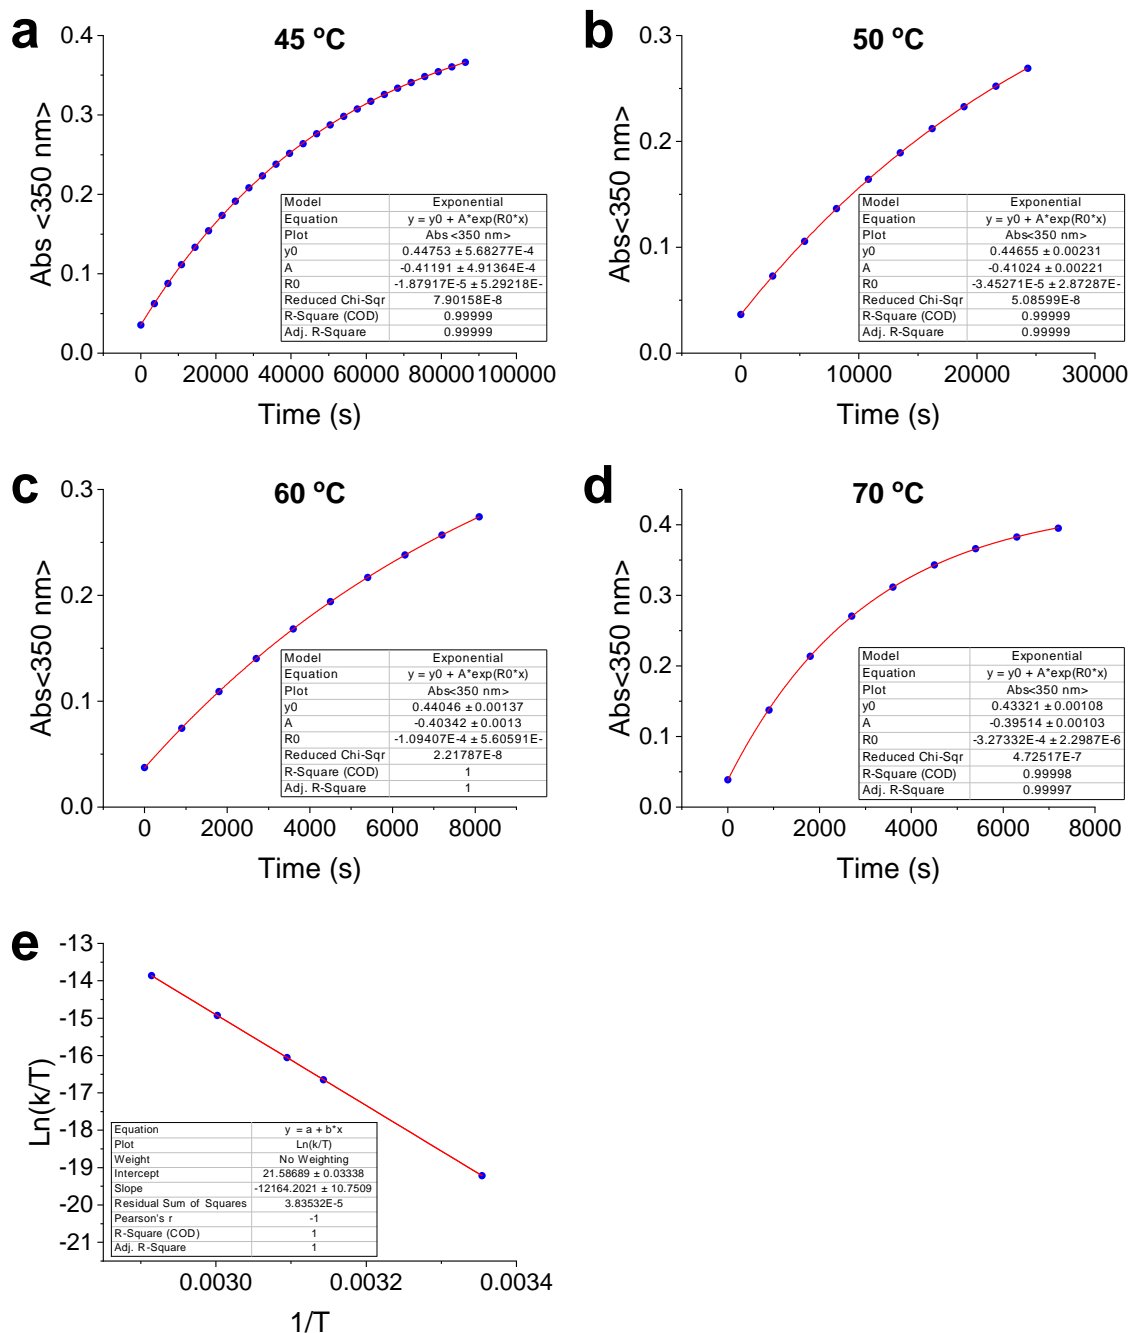 a
45 °C
Abs <350 nm>
0.4
0.3
0.2
0.1
0.0
0 20000 40000 60000 80000 100000
Time (s)
Model Exponential
Equation y = y0 + A*exp(R0*x)
Plot Abs <350 nm>
y0 0.44753 ± 5.68277E-4
A -0.41191 ± 4.91364E-4
R0 -1.87917E-5 ± 5.29218E-
Reduced Chi-Sqr 7.90158E-8
R-Square (COD) 0.99999
Adj. R-Square 0.99999
b
50 °C
Abs<350 nm>
0.3
0.2
0.1
0.0
0 10000 20000 30000
Time (s)
Model Exponential
Equation y = y0 + A*exp(R0*x)
Plot Abs<350 nm>
y0 0.44655 ± 0.00231
A -0.41024 ± 0.00221
R0 -3.45271E-5 ± 2.87287E-
Reduced Chi-Sqr 5.08599E-8
R-Square (COD) 0.99999
Adj. R-Square 0.99999
c
60 °C
Abs<350 nm>
0.3
0.2
0.1
0.0
0 2000 4000 6000 8000
Time (s)
Model Exponential
Equation y = y0 + A*exp(R0*x)
Plot Abs<350 nm>
y0 0.44046 ± 0.00137
A -0.40342 ± 0.0013
R0 -1.09407E-4 ± 5.60591E-
Reduced Chi-Sqr 2.21787E-8
R-Square (COD) 1
Adj. R-Square 1
d
70 °C
Abs<350 nm>
0.4
0.3
0.2
0.1
0.0
0 2000 4000 6000 8000
Time (s)
Model Exponential
Equation y = y0 + A*exp(R0*x)
Plot Abs<350 nm>
y0 0.43321 ± 0.00108
A -0.39514 ± 0.00103
R0 -3.27332E-4 ± 2.2987E-6
Reduced Chi-Sqr 4.72517E-7
R-Square (COD) 0.99998
Adj. R-Square 0.99997
e
Ln(k/T)
-13
-14
-15
-16
-17
-18
-19
-20
-21
0.0030 0.0032 0.0034
1/T
Equation y = a + b*x
Plot Ln(k/T)
Weight No Weighting
Intercept 21.58689 ± 0.03338
Slope -12164.2021 ± 10.7509
Residual Sum of Squares 3.83532E-5
Pearson's r -1
R-Square (COD) 1
Adj. R-Square 1